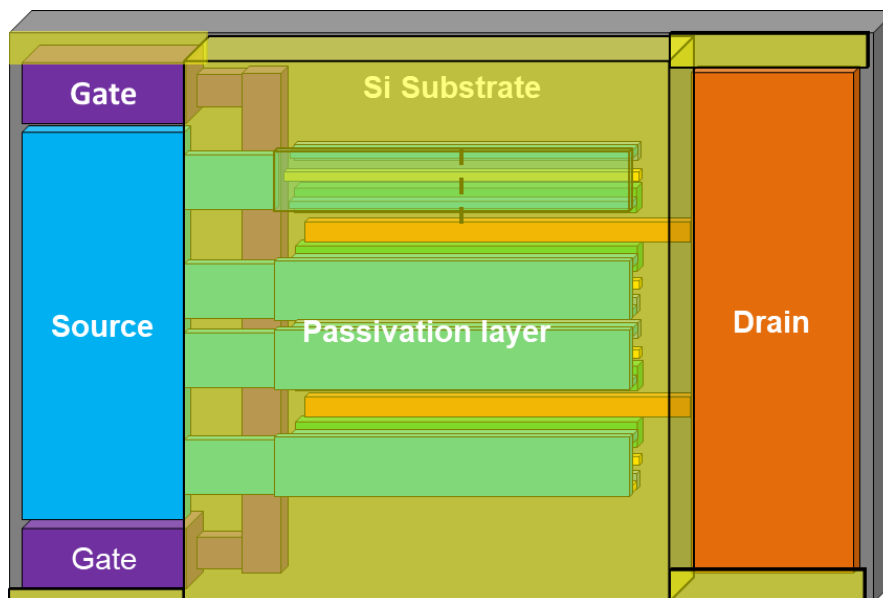 Gate
Si Substrate
Source
Passivation layer
Drain
Gate